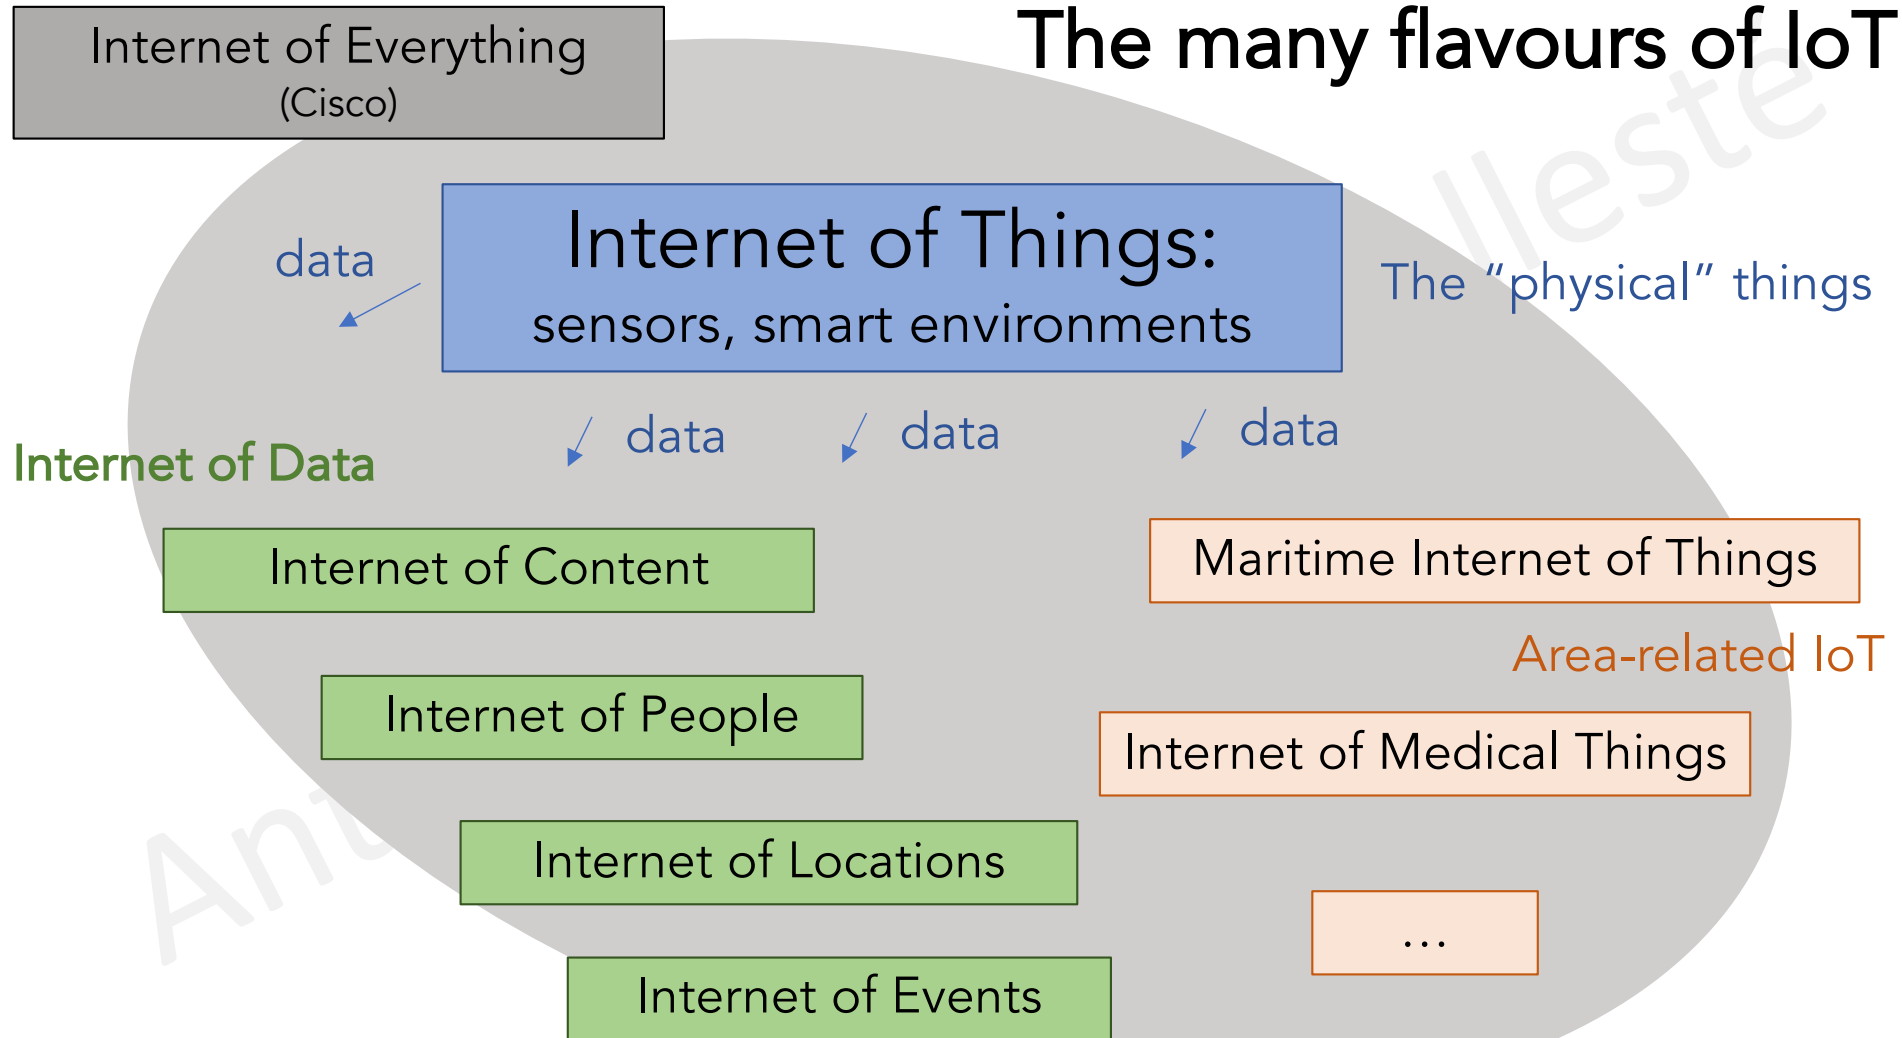 The many flavours of IoT
Internet of Everything
(Cisco)
Internet of Things:
sensors, smart environments
The “physical” things
data
data
data
data
Internet of Data
Internet of Content
Internet of People
Internet of Locations
Internet of Events
Maritime Internet of Things
Area-related IoT
Internet of Medical Things
…